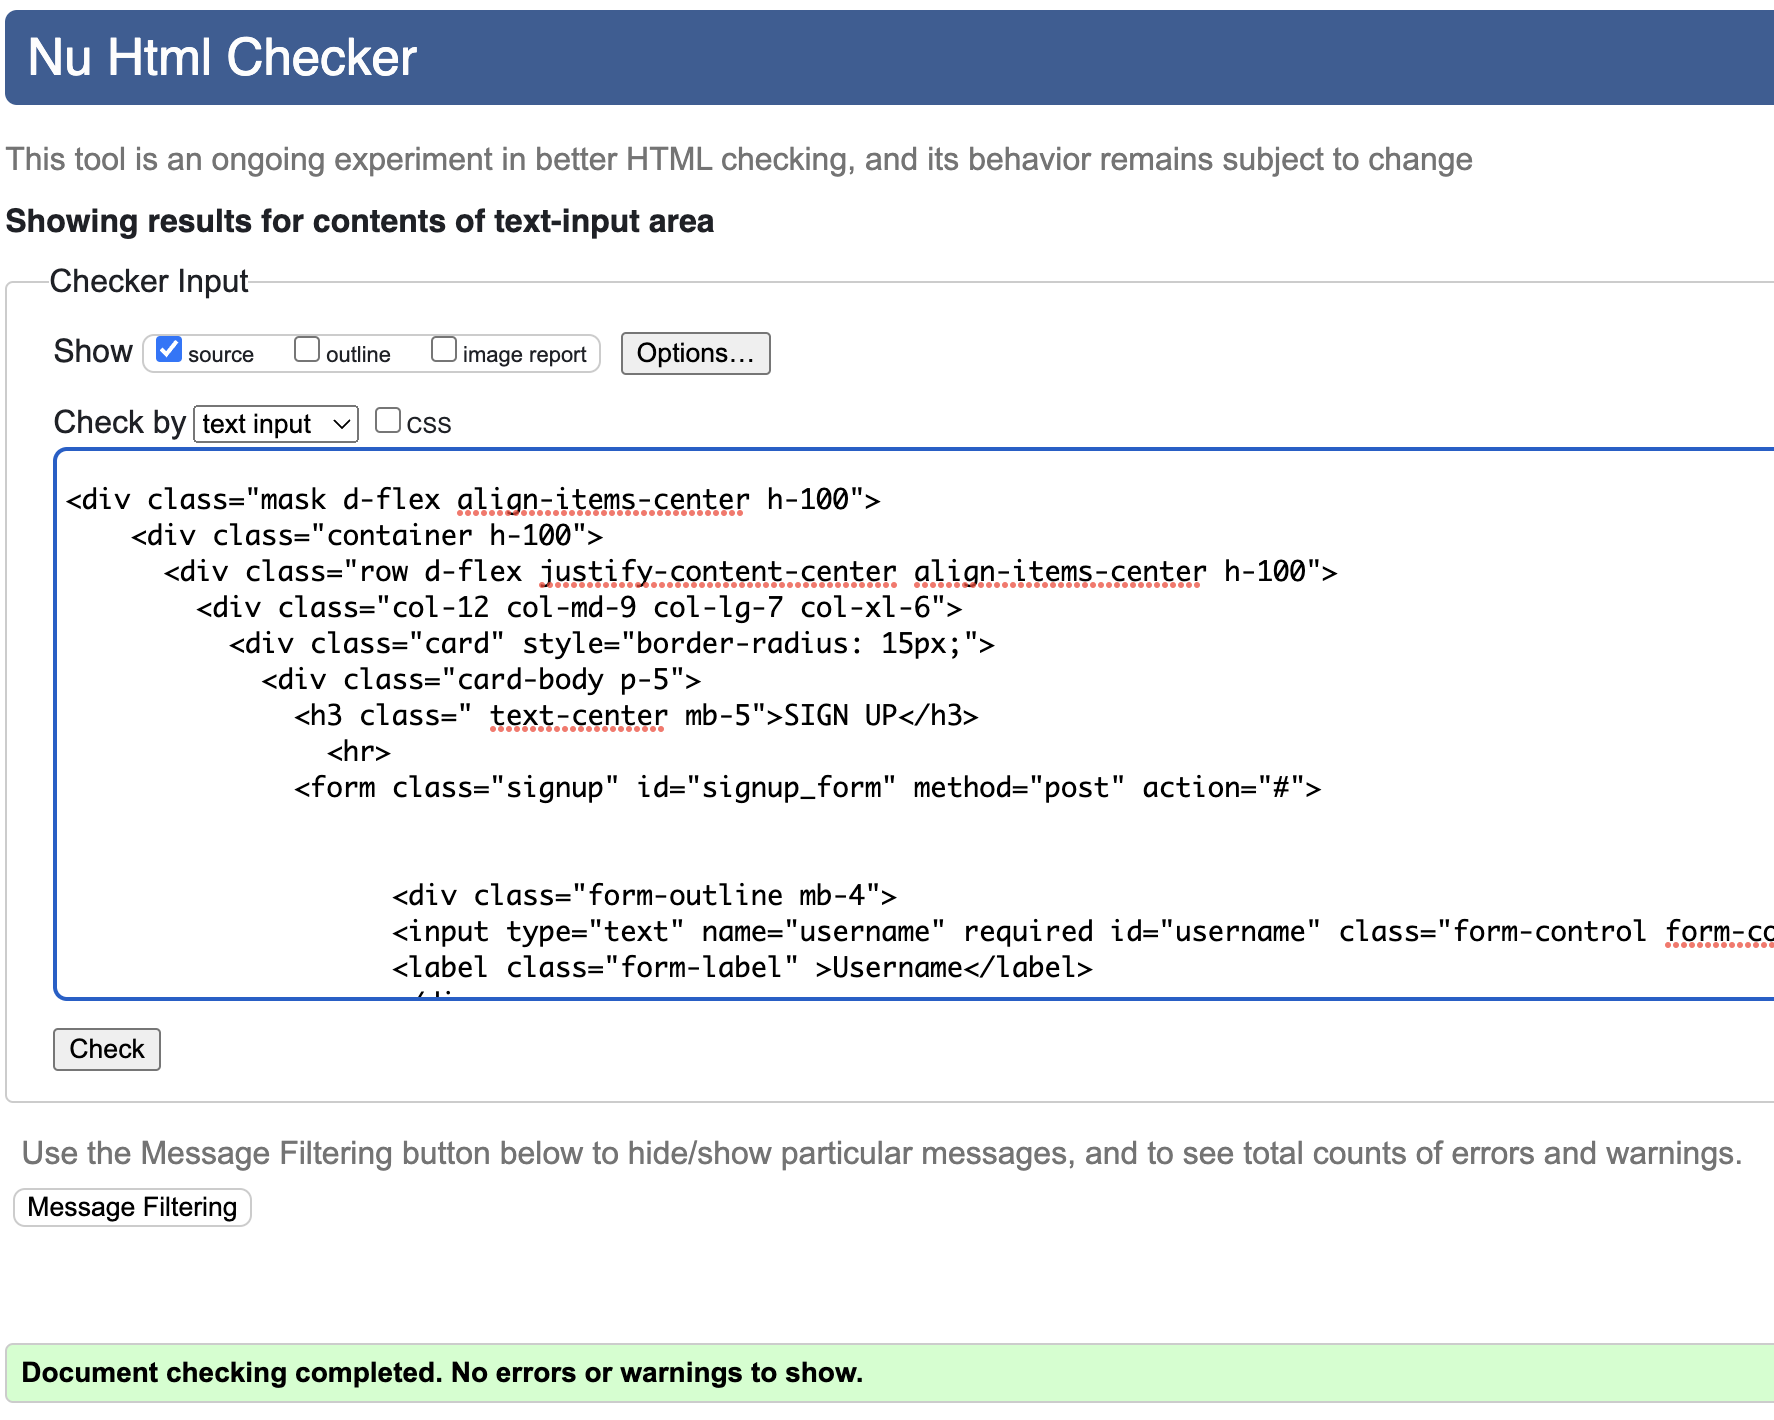 Nu Html Checker
This tool is an ongoing experiment in better HTML checking, and its behavior remains subject to change
Showing results for contents of text-input area
Checker Input
Show source outline image report Options...
Check by text input CSS
<div class="mask d-flex align-items-center h-100">
<div class="container h-100">
<div class="row d-flex justify-content-center align-items-center h-100">
<div class="col-12 col-md-9 col-lg-7 col-xl-6">
<div class="card" style="border-radius: 15px;">
<div class="card-body p-5">
<h3 class=" text-center mb-5">SIGN UP</h3>
<hr>
<form class="signup" id="signup_form" method="post" action="#">
<div class="form-outline mb-4">
<input type="text" name="username" required id="username" class="form-control form-co
<label class="form-label" >Username</label>
Check
Use the Message Filtering button below to hide/show particular messages, and to see total counts of errors and warnings.
Message Filtering
Document checking completed. No errors or warnings to show.